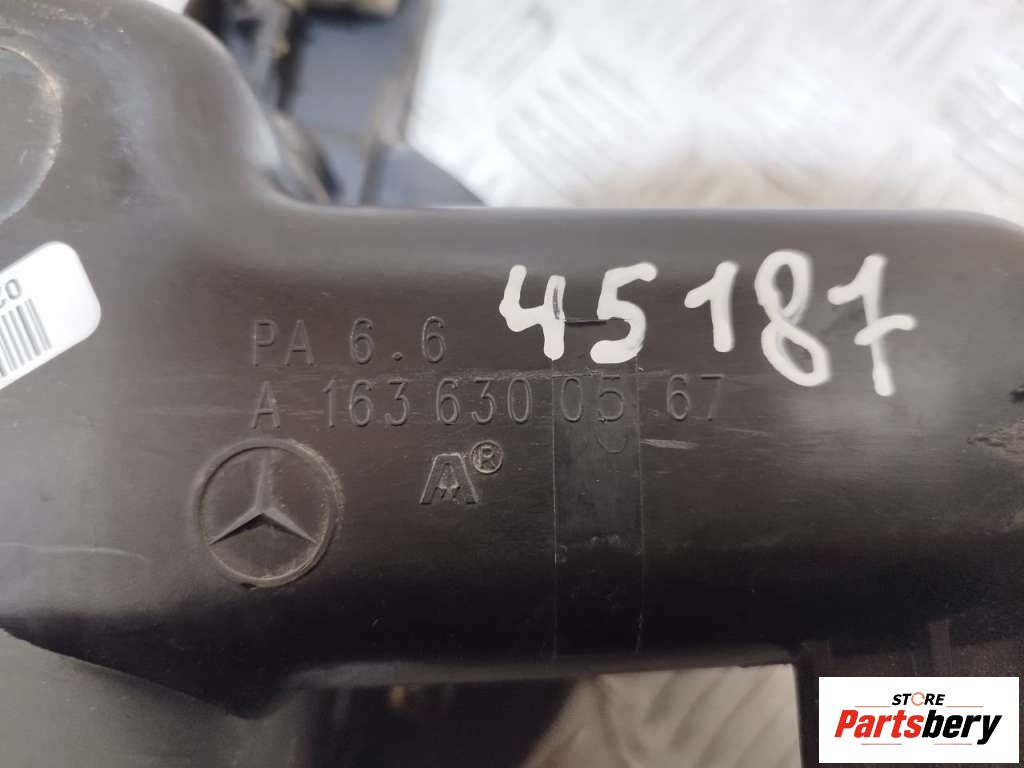 45187
PA 6.6
A 163 630 05 67
A ®
STORE
Partsbery